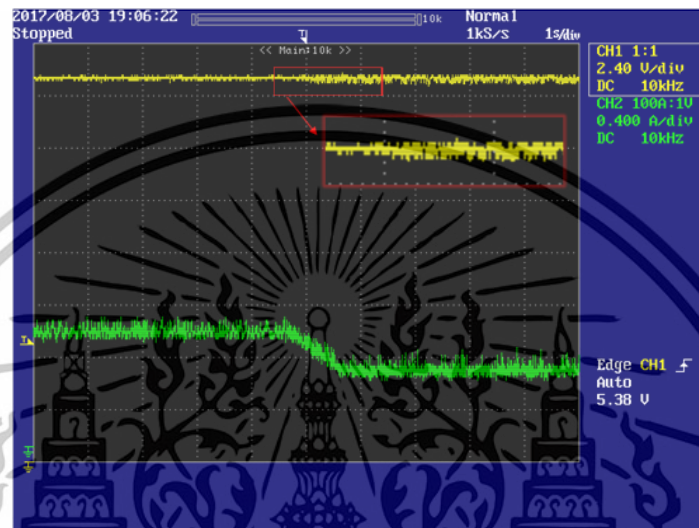 2017/08/03 19:06:22 10k Normal
Stopped 1kS/s 1s/div
<< Main:10k >>
CH1 1:1
2.40 V/div
DC 10kHz
CH2 100A:1V
0.400 A/div
DC 10kHz
Edge CH1
Auto
5.38 V